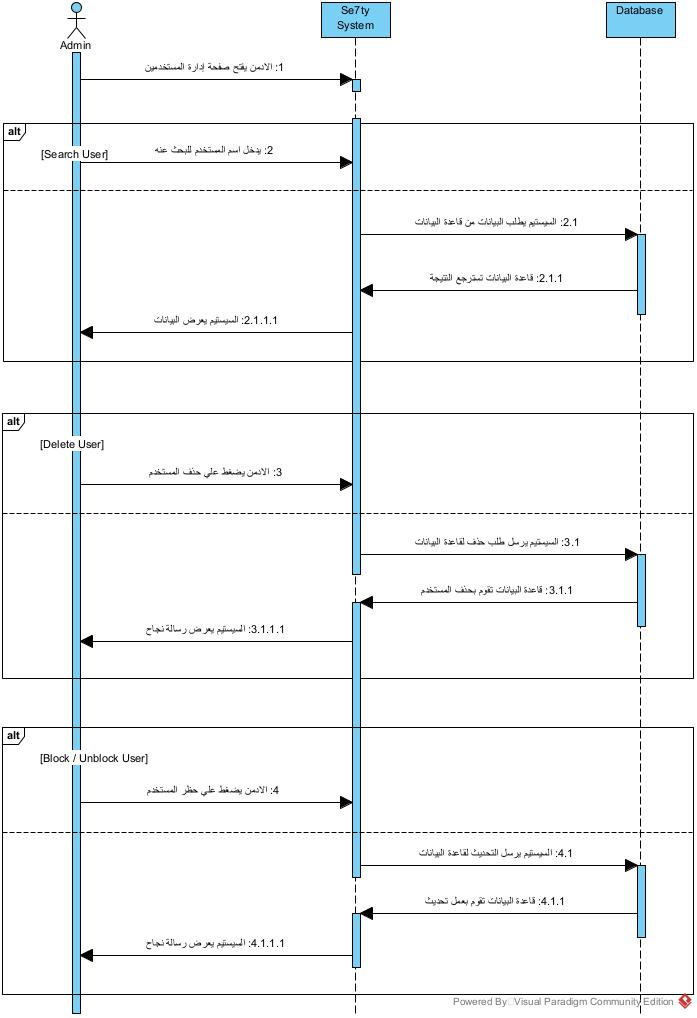 Se7ty
System
Database
Admin
1: الادمن يفتح صفحة إدارة المستخدمين
alt
[Search User]
2: يدخل اسم المستخدم للبحث عنه
2.1: السيستيم يطلب البيانات من قاعدة البيانات
2.1.1: قاعدة البيانات تسترجع النتيجة
2.1.1.1: السيستيم يعرض البيانات
alt
[Delete User]
3: الادمن يضغط علي حذف المستخدم
3.1: السيستيم يرسل طلب حذف لقاعدة البيانات
3.1.1: قاعدة البيانات تقوم بحذف المستخدم
3.1.1.1: السيستيم يعرض رسالة نجاح
alt
[Block / Unblock User]
4: الادمن يضغط علي حظر المستخدم
4.1: السيستيم يرسل التحديث لقاعدة البيانات
4.1.1: قاعدة البيانات تقوم بعمل تحديث
4.1.1.1: السيستيم يعرض رسالة نجاح
Powered By Visual Paradigm Community Edition